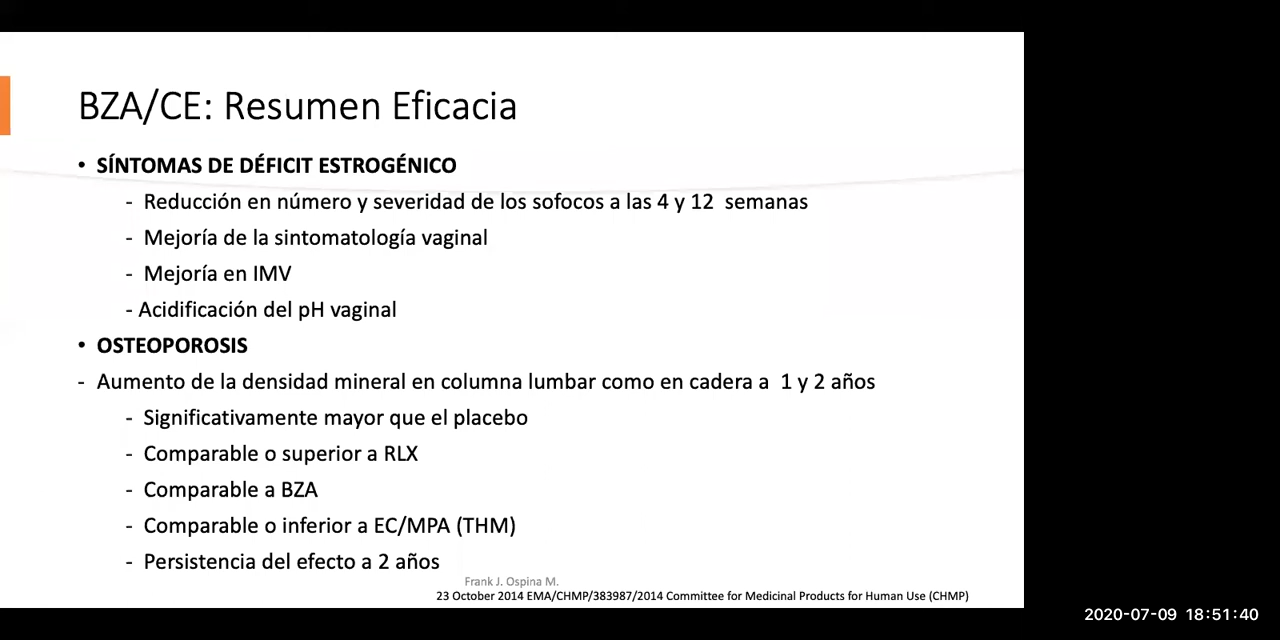 BZA/CE: Resumen Eficacia
• SÍNTOMAS DE DÉFICIT ESTROGÉNICO
- Reducción en número y severidad de los sofocos a las 4 y 12 semanas
- Mejoría de la sintomatología vaginal
- Mejoría en IMV
- Acidificación del pH vaginal
• OSTEOPOROSIS
- Aumento de la densidad mineral en columna lumbar como en cadera a 1 y 2 años
- Significativamente mayor que el placebo
- Comparable o superior a RLX
- Comparable a BZA
- Comparable o inferior a EC/MPA (THM)
- Persistencia del efecto a 2 años
Frank J. Ospina M.
23 October 2014 EMA/CHMP/383987/2014 Committee for Medicinal Products for Human Use (CHMP)
2020-07-09 18:51:40